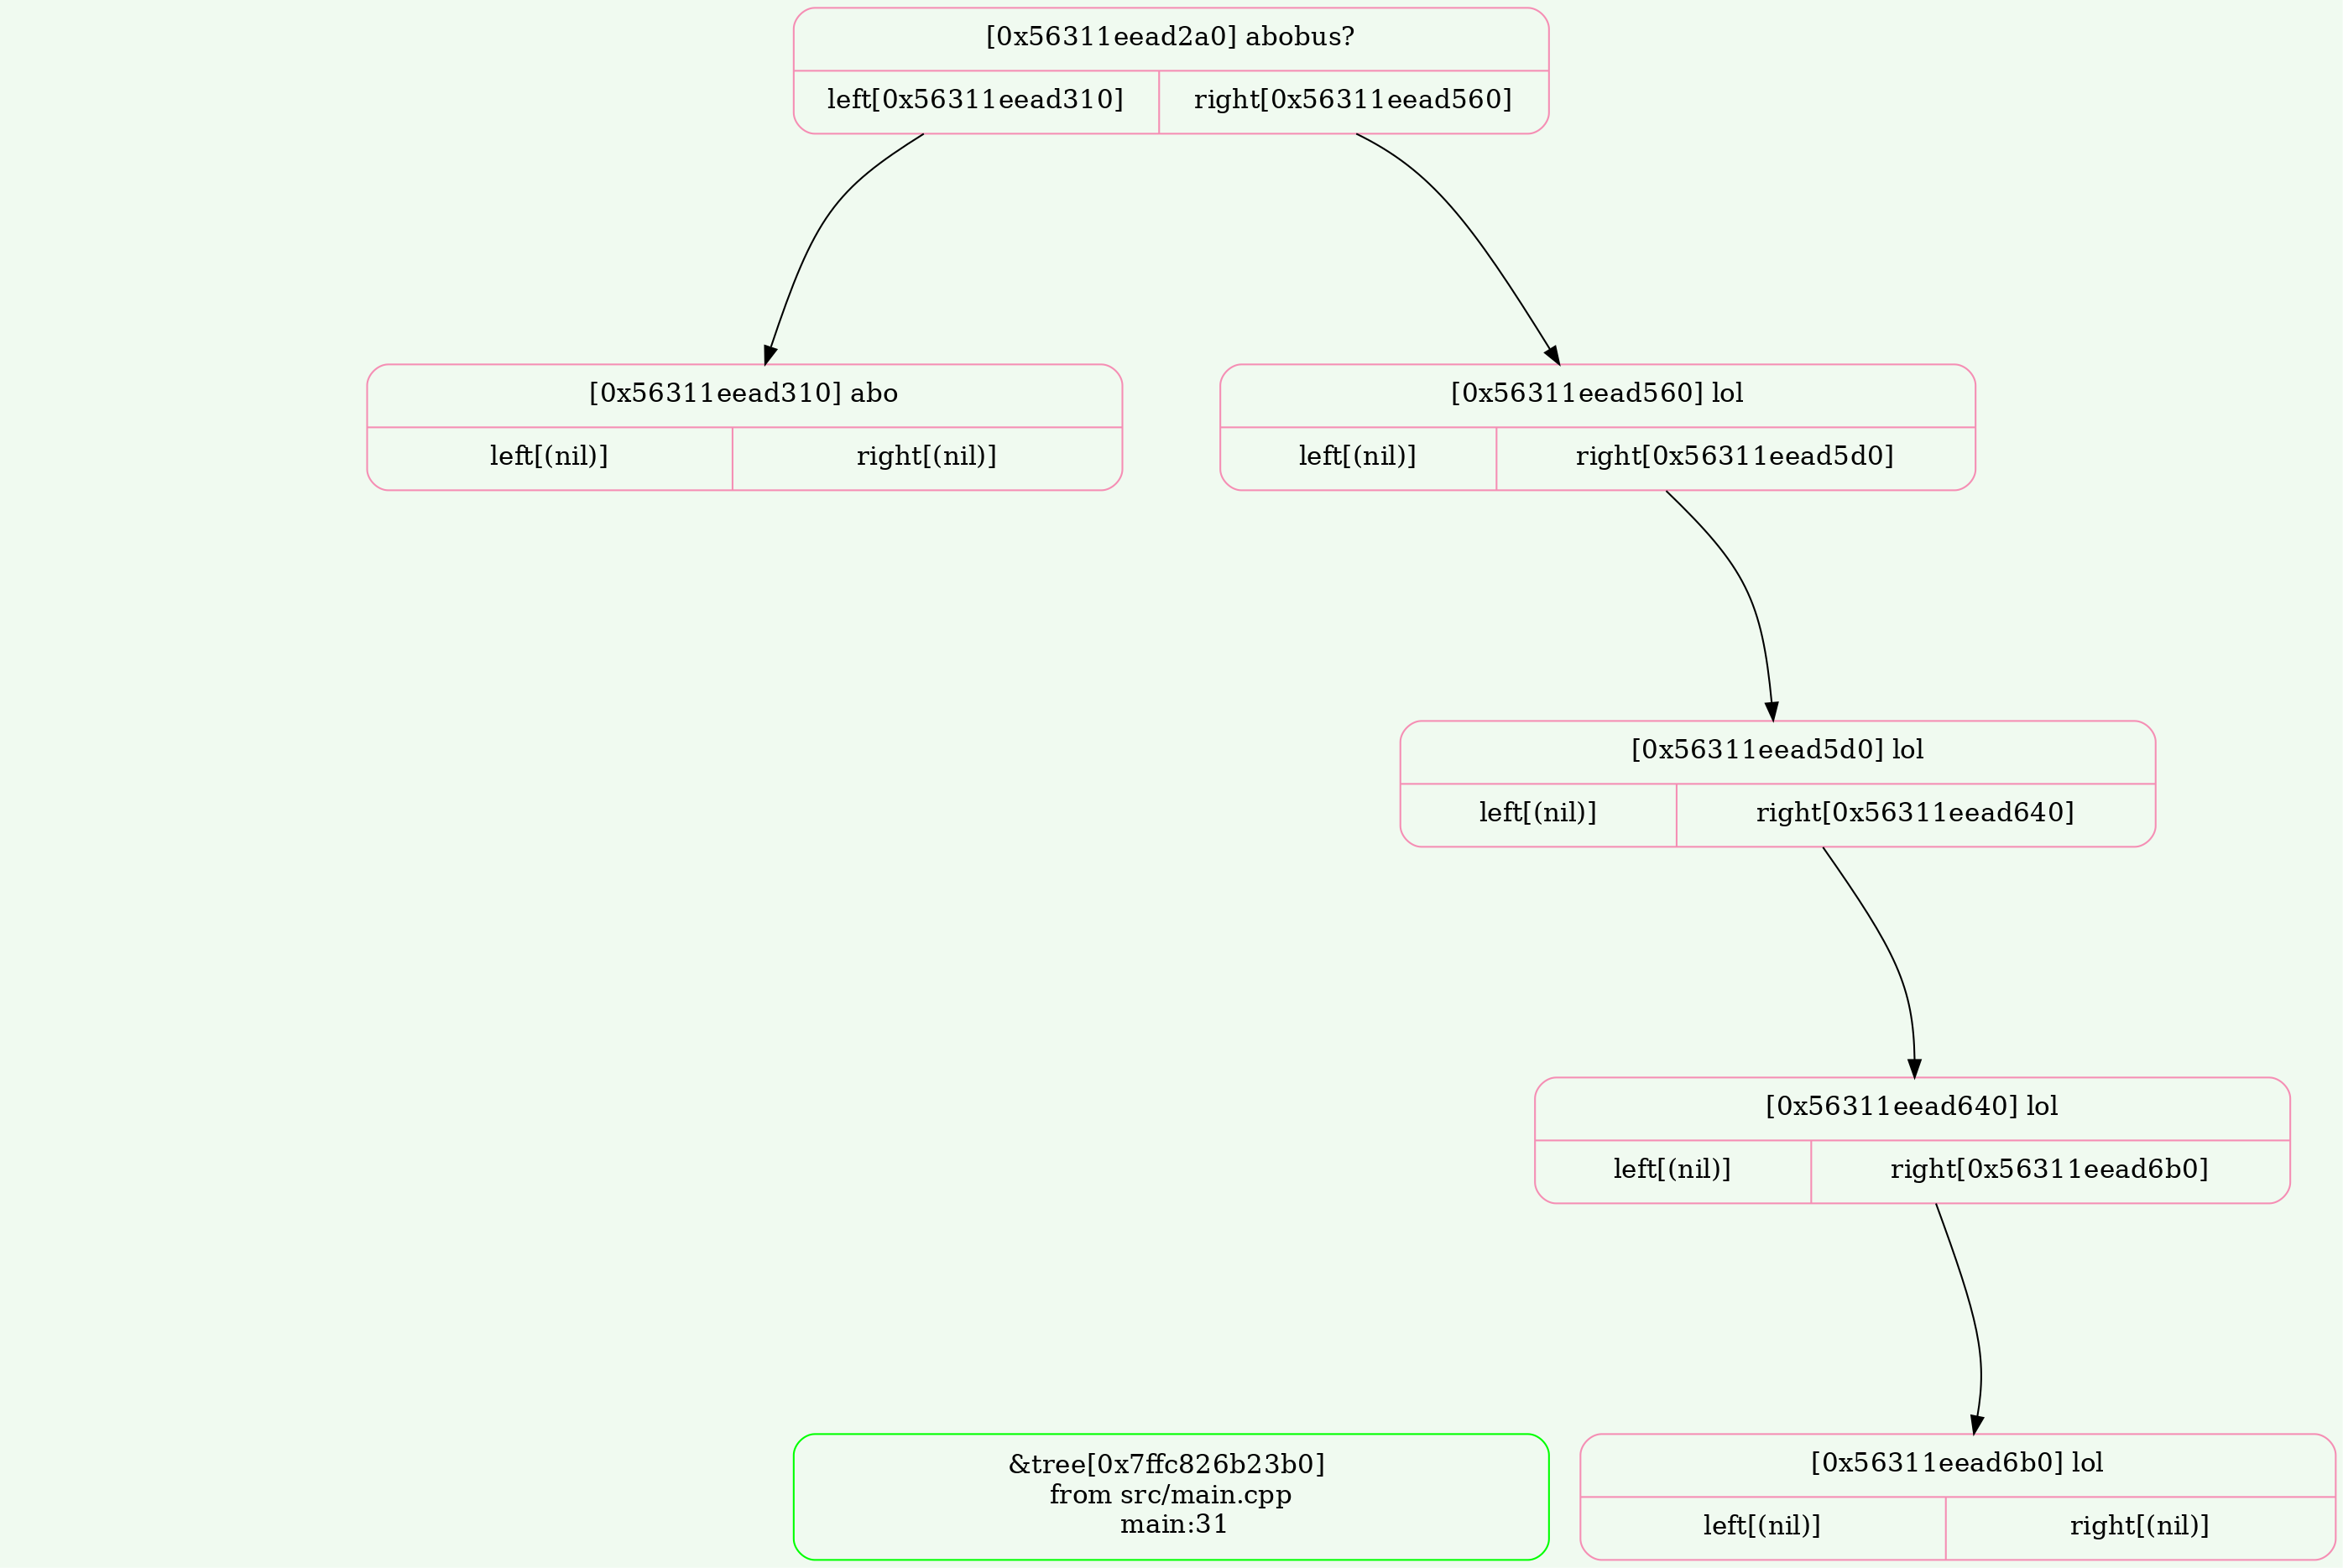 [0x56311eead2a0] abobus?
left[0x56311eead310]
right[0x56311eead560]
[0x56311eead310] abo
left[(nil)]
right[(nil)]
[0x56311eead560] lol
left[(nil)]
right[0x56311eead5d0]
[0x56311eead5d0] lol
left[(nil)]
right[0x56311eead640]
[0x56311eead640] lol
left[(nil)]
right[0x56311eead6b0]
&tree[0x7ffc826b23b0]
from src/main.cpp
main:31
[0x56311eead6b0] lol
left[(nil)]
right[(nil)]